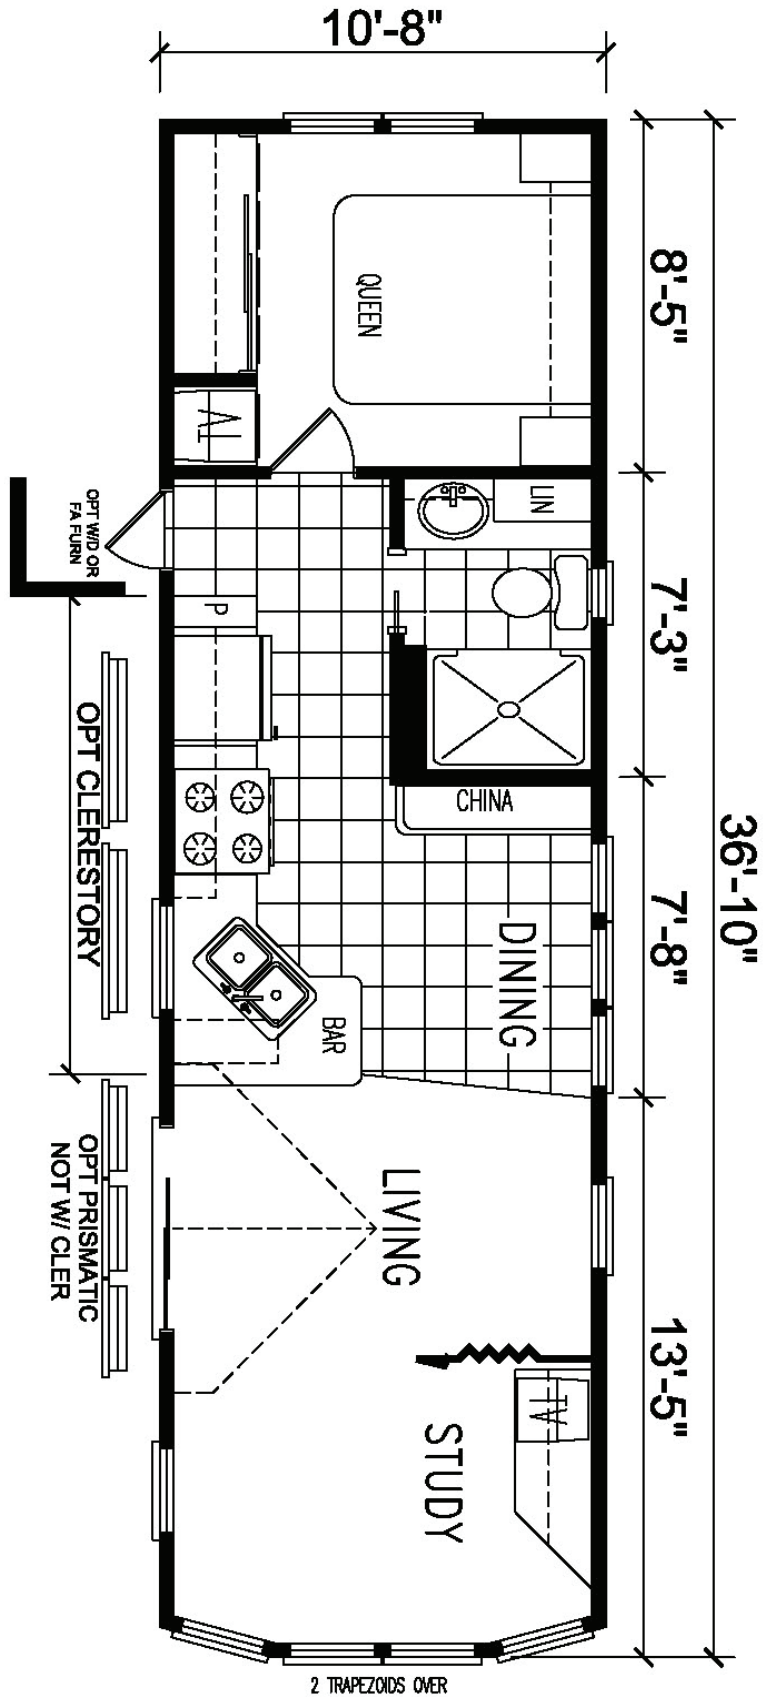 10'-8"
8'-5"
QUEEN
TV
LIN
OPT W/D OR
FA FURN
P
7'-3"
OPT CLERESTORY
CHINA
36'-10"
7'-8"
DINING
BAR
OPT PRISMATIC
NOT W/ CLER
LIVING
13'-5"
TV
STUDY
2 TRAPEZOIDS OVER